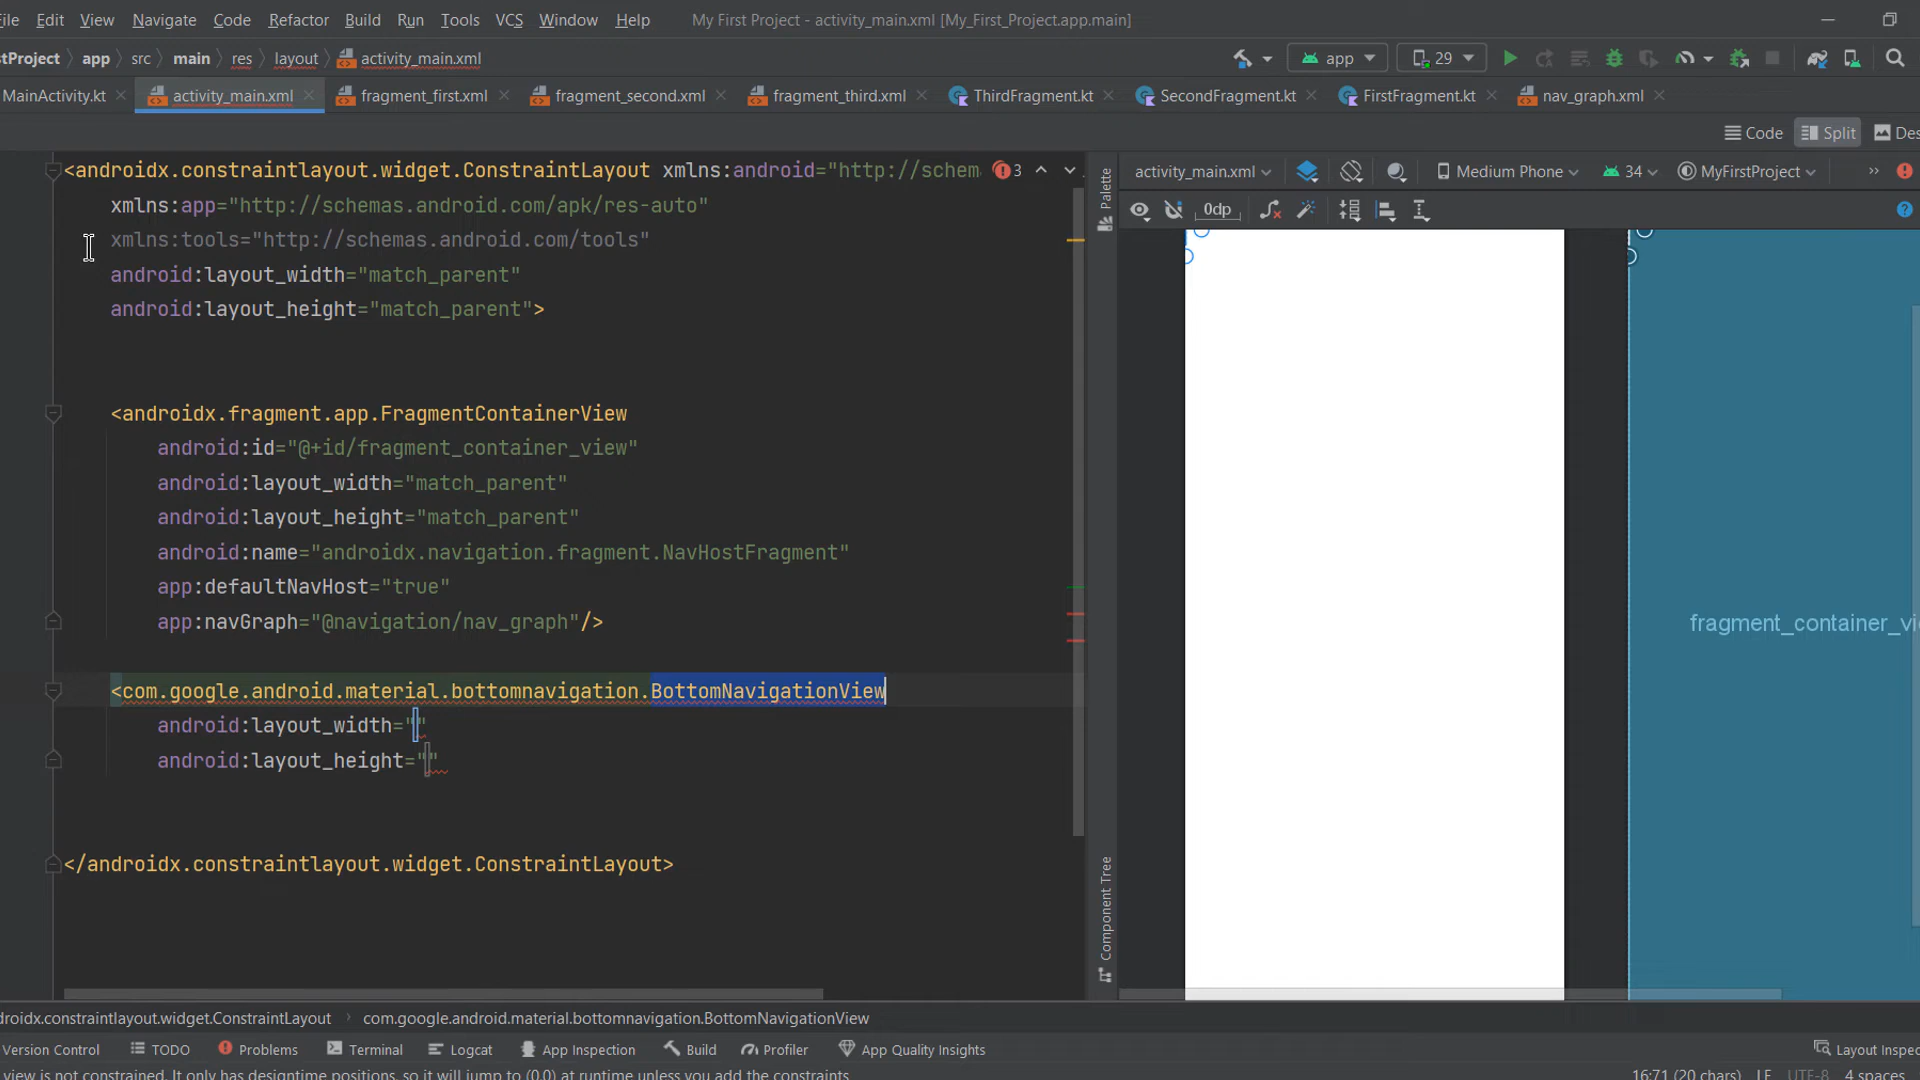 File Edit View Navigate Code Refactor Build Run Tools VCS Window Help My First Project - activity_main.xml [My_First_Project.app.main]
stProject app src main res layout activity_main.xml app 29
MainActivity.kt activity_main.xml fragment_first.xml fragment_second.xml fragment_third.xml ThirdFragment.kt SecondFragment.kt FirstFragment.kt nav_graph.xml
Code Split Des
<androidx.constraintlayout.widget.ConstraintLayout xmlns:android="http://schem 3
activity_main.xml Medium Phone 34 MyFirstProject
Palette
xmlns:app="http://schemas.android.com/apk/res-auto"
0dp
xmlns:tools="http://schemas.android.com/tools"
android:layout_width="match_parent"
android:layout_height="match_parent">
<androidx.fragment.app.FragmentContainerView
android:id="@+id/fragment_container_view"
android:layout_width="match_parent"
android:layout_height="match_parent"
android:name="androidx.navigation.fragment.NavHostFragment"
app:defaultNavHost="true"
app:navGraph="@navigation/nav_graph"/>
fragment_container_vi
<com.google.android.material.bottomnavigation.BottomNavigationView
android:layout_width=""
android:layout_height=""
</androidx.constraintlayout.widget.ConstraintLayout>
Component Tree
droidx.constraintlayout.widget.ConstraintLayout › com.google.android.material.bottomnavigation.BottomNavigationView
Version Control TODO Problems Terminal Logcat App Inspection Build Profiler App Quality Insights Layout Inspec
view is not constrained. It only has designtime positions, so it will jump to (0,0) at runtime unless you add the constraints 16:71 (20 chars) LF UTF-8 4 spaces